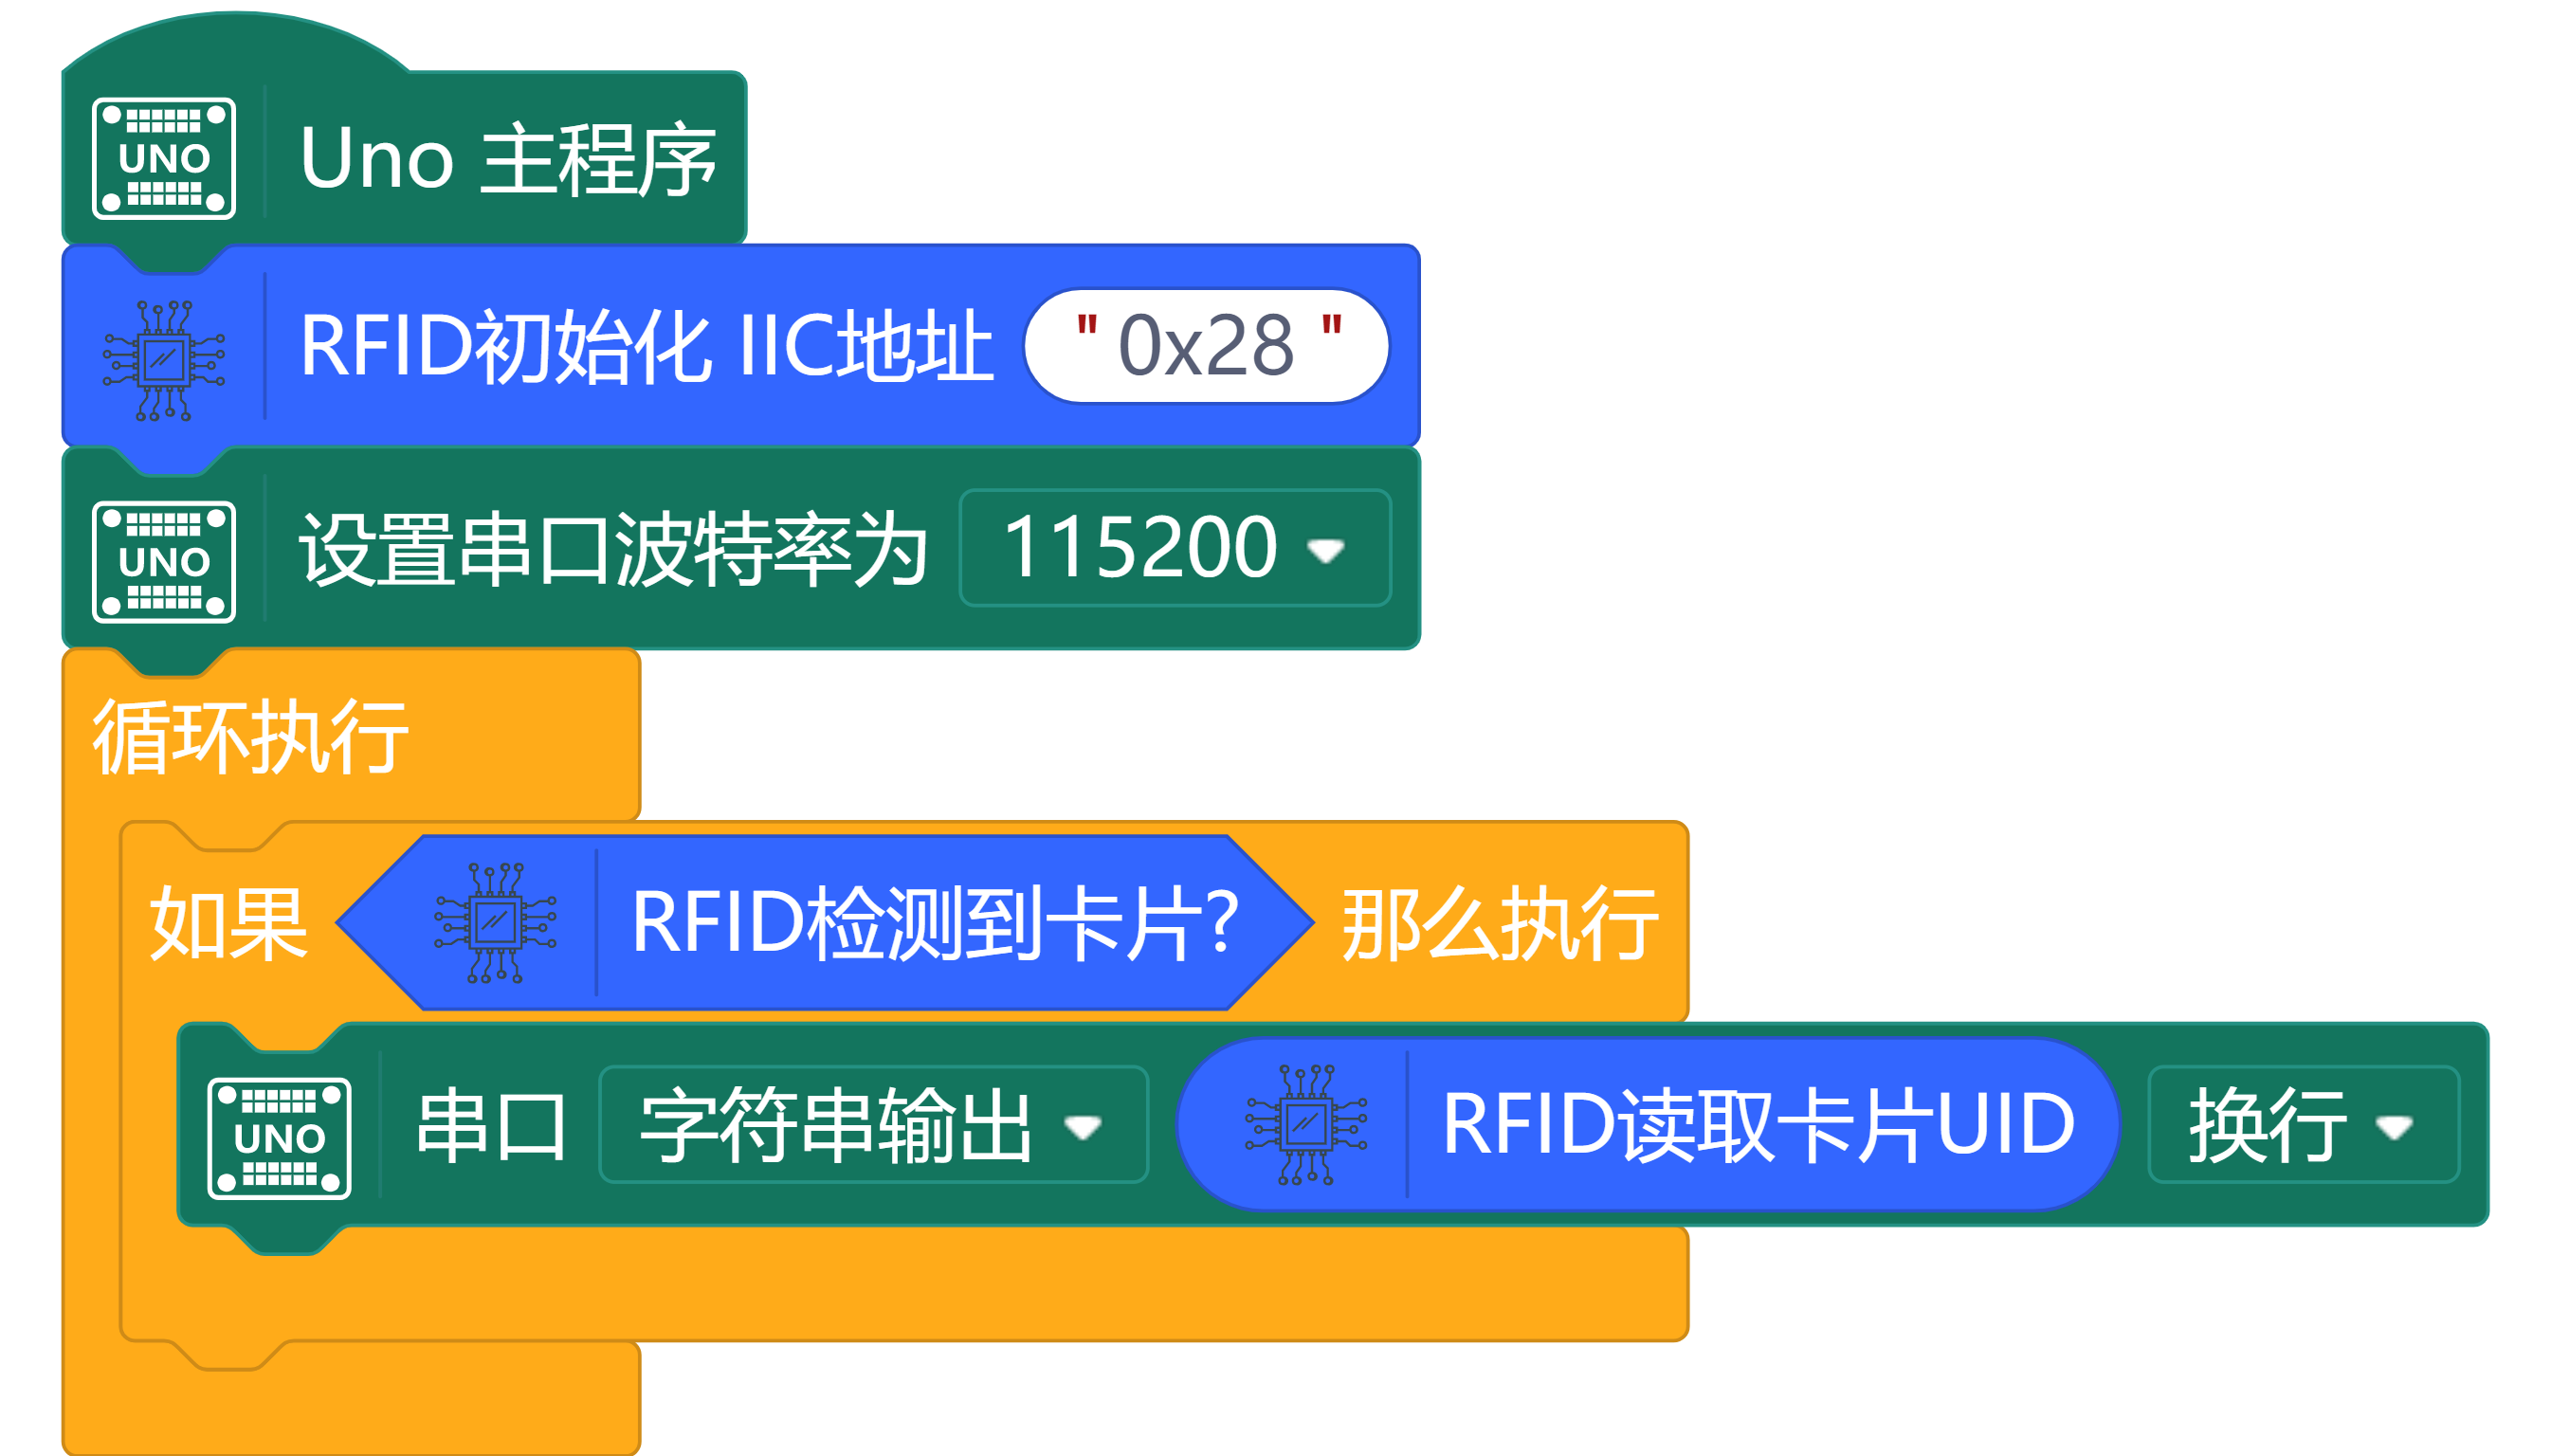 UNO Uno 主程序
RFID初始化 IIC地址 "0x28"
UNO 设置串口波特率为 115200
循环执行
如果 RFID检测到卡片? 那么执行
UNO 串口 字符串输出 RFID读取卡片UID 换行